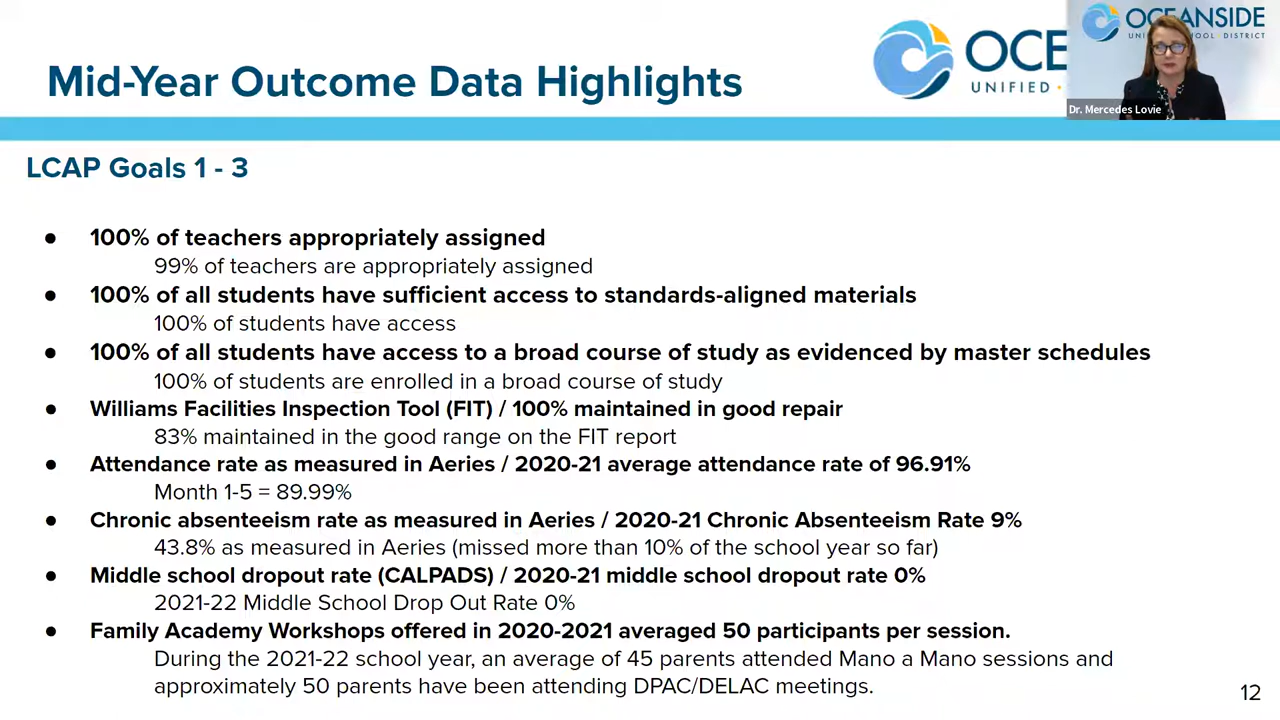 Mid-Year Outcome Data Highlights
OCE
UNIFIED
OCEANSIDE
Dr. Mercedes Lovie
LCAP Goals 1 - 3
● 100% of teachers appropriately assigned
99% of teachers are appropriately assigned
● 100% of all students have sufficient access to standards-aligned materials
100% of students have access
● 100% of all students have access to a broad course of study as evidenced by master schedules
100% of students are enrolled in a broad course of study
● Williams Facilities Inspection Tool (FIT) / 100% maintained in good repair
83% maintained in the good range on the FIT report
● Attendance rate as measured in Aeries / 2020-21 average attendance rate of 96.91%
Month 1-5 = 89.99%
● Chronic absenteeism rate as measured in Aeries / 2020-21 Chronic Absenteeism Rate 9%
43.8% as measured in Aeries (missed more than 10% of the school year so far)
● Middle school dropout rate (CALPADS) / 2020-21 middle school dropout rate 0%
2021-22 Middle School Drop Out Rate 0%
● Family Academy Workshops offered in 2020-2021 averaged 50 participants per session.
During the 2021-22 school year, an average of 45 parents attended Mano a Mano sessions and
approximately 50 parents have been attending DPAC/DELAC meetings.
12